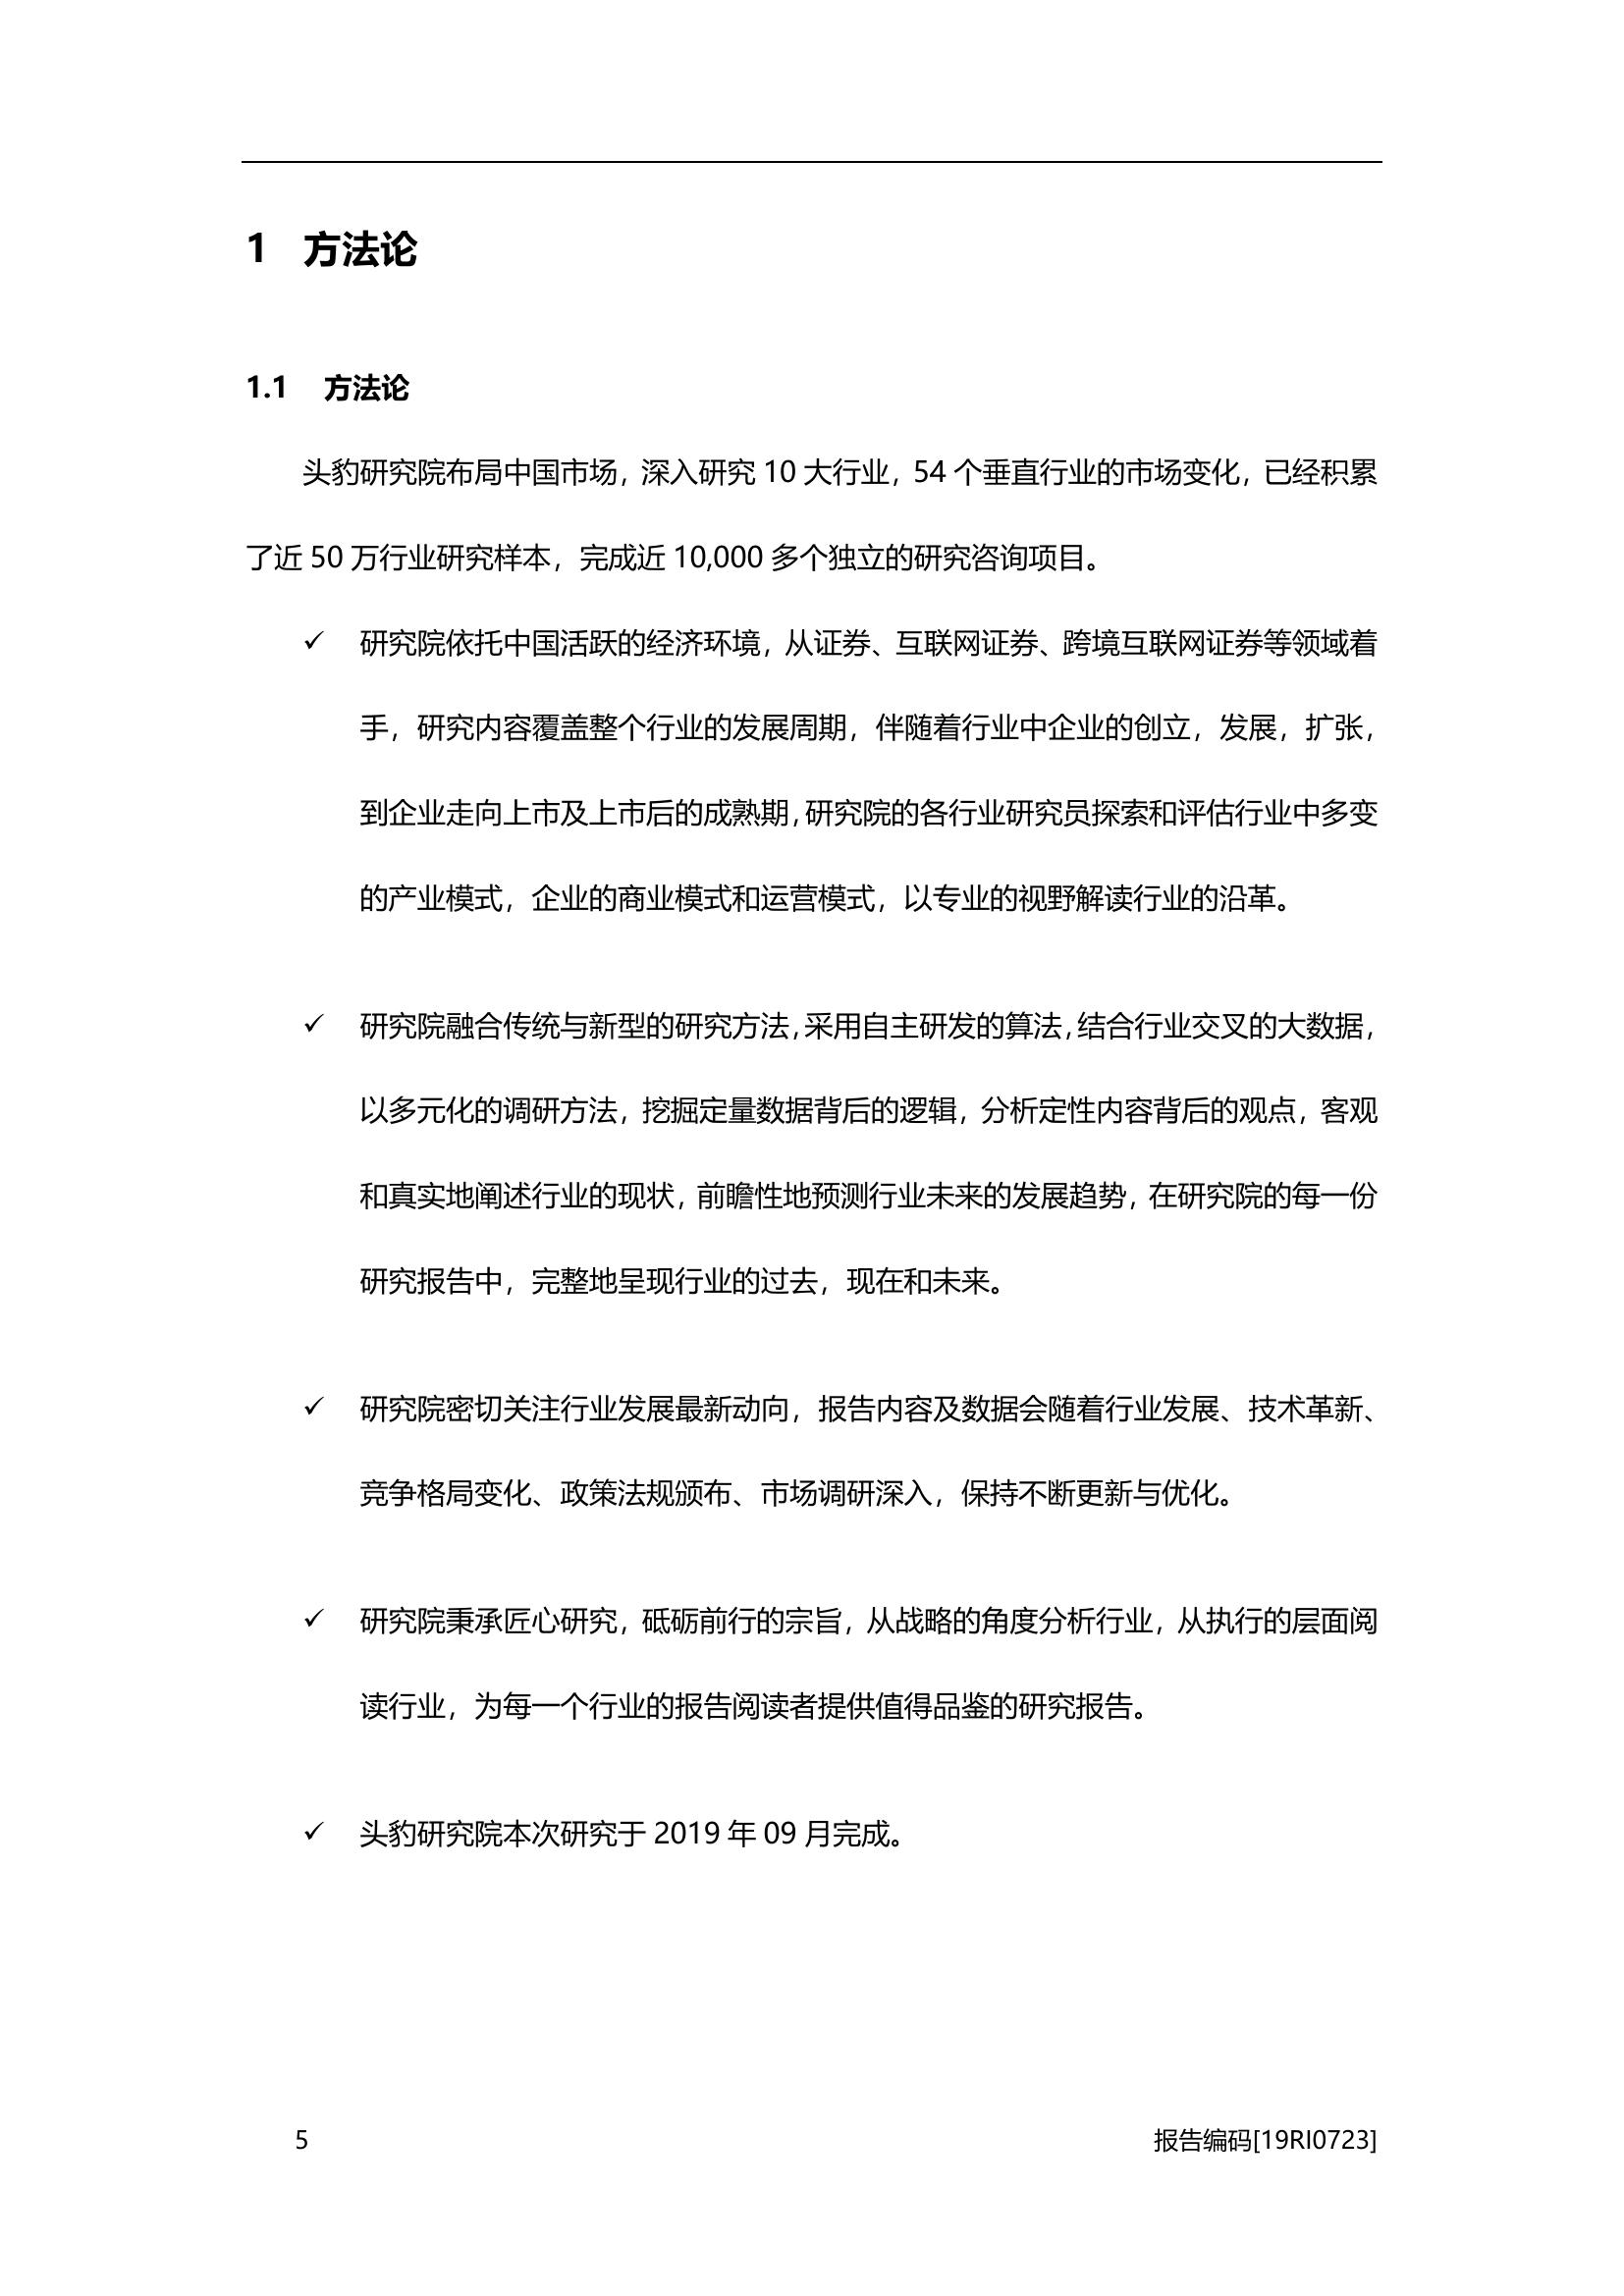 1 方法论
1.1 方法论
头豹研究院布局中国市场，深入研究 10 大行业，54 个垂直行业的市场变化，已经积累
了近 50 万行业研究样本，完成近 10,000 多个独立的研究咨询项目。
✓ 研究院依托中国活跃的经济环境，从证券、互联网证券、跨境互联网证券等领域着
手，研究内容覆盖整个行业的发展周期，伴随着行业中企业的创立，发展，扩张，
到企业走向上市及上市后的成熟期，研究院的各行业研究员探索和评估行业中多变
的产业模式，企业的商业模式和运营模式，以专业的视野解读行业的沿革。
✓ 研究院融合传统与新型的研究方法，采用自主研发的算法，结合行业交叉的大数据，
以多元化的调研方法，挖掘定量数据背后的逻辑，分析定性内容背后的观点，客观
和真实地阐述行业的现状，前瞻性地预测行业未来的发展趋势，在研究院的每一份
研究报告中，完整地呈现行业的过去，现在和未来。
✓ 研究院密切关注行业发展最新动向，报告内容及数据会随着行业发展、技术革新、
竞争格局变化、政策法规颁布、市场调研深入，保持不断更新与优化。
✓ 研究院秉承匠心研究，砥砺前行的宗旨，从战略的角度分析行业，从执行的层面阅
读行业，为每一个行业的报告阅读者提供值得品鉴的研究报告。
✓ 头豹研究院本次研究于 2019 年 09 月完成。
5 报告编码[19RI0723]